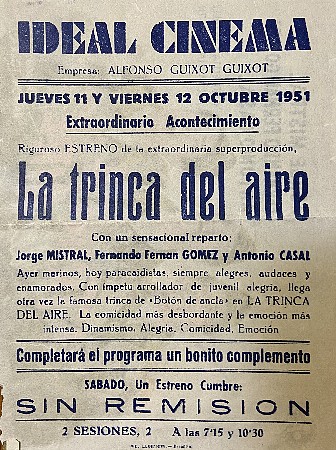 IDEAL CINEMA
Empresa: ALFONSO GUIXOT GUIXOT
JUEVES 11 Y VIERNES 12 OCTUBRE 1951
Extraordinario Acontecimiento
Riguroso ESTRENO de la extraordinaria superproducción,
La trinca del aire
Con un sensacional reparto:
Jorge MISTRAL, Fernando Fernan GOMEZ y Antonio CASAL
Ayer marinos, hoy paracaidistas, siempre alegres, audaces y
enamorados. Con ímpetu arrollador de juvenil alegría, llega
otra vez la famosa trinca de «Botón de ancla» en LA TRINCA
DEL AIRE. La comicidad más desbordante y la emoción más
intensa. Dinamismo. Alegría. Comicidad. Emoción
Completará el programa un bonito complemento
SABADO, Un Estreno Cumbre:
SIN REMISION
2 SESIONES, 2 A las 7'15 y 10'30